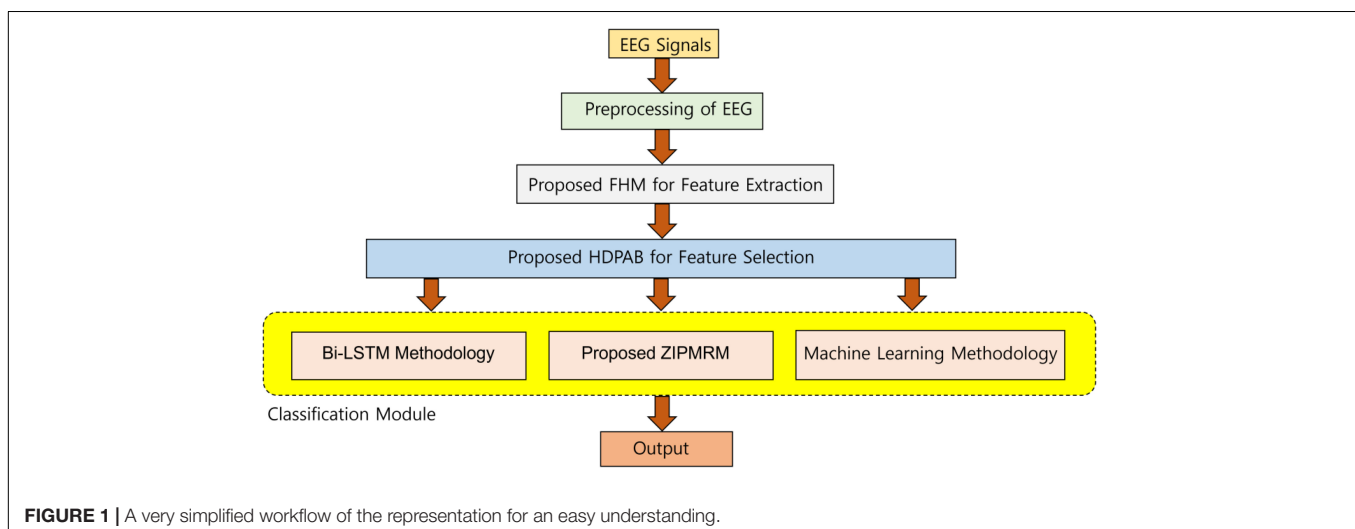 EEG Signals
Preprocessing of EEG
Proposed FHM for Feature Extraction
Proposed HDPAB for Feature Selection
Bi-LSTM Methodology
Proposed ZIPMRM
Machine Learning Methodology
Classification Module
Output
FIGURE 1 | A very simplified workflow of the representation for an easy understanding.